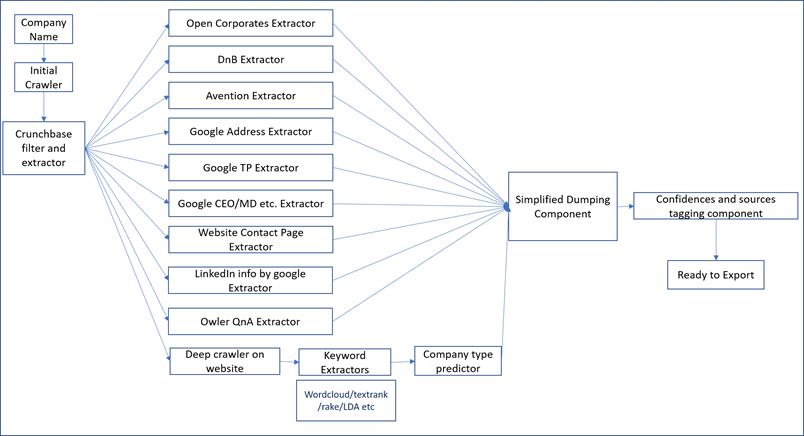 Company
Name
Initial
Crawler
Crunchbase
filter and
extractor
Open Corporates Extractor
DnB Extractor
Avention Extractor
Google Address Extractor
Google TP Extractor
Google CEO/MD etc. Extractor
Website Contact Page
Extractor
LinkedIn info by google
Extractor
Owler QnA Extractor
Deep crawler on
website
Keyword
Extractors
Wordcloud/textrank
/rake/LDA etc
Company type
predictor
Simplified Dumping
Component
Confidences and sources
tagging component
Ready to Export